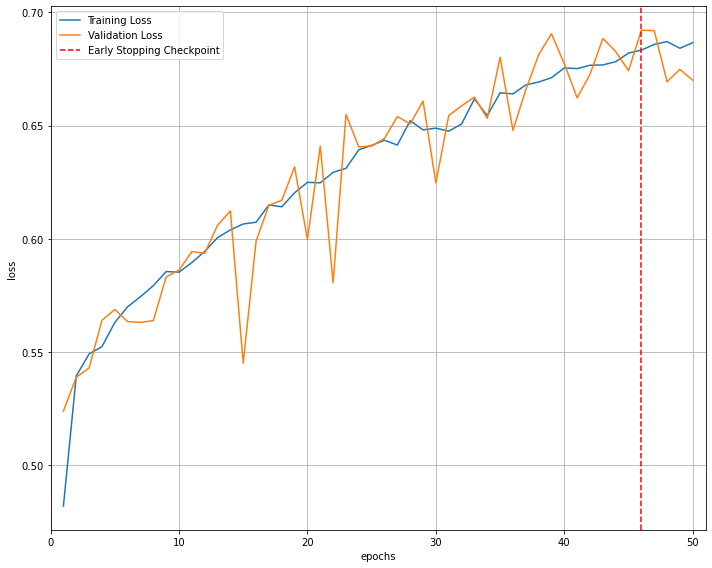 Training Loss
Validation Loss
Early Stopping Checkpoint
0.70
0.65
0.60
0.55
0.50
loss
0 10 20 30 40 50
epochs